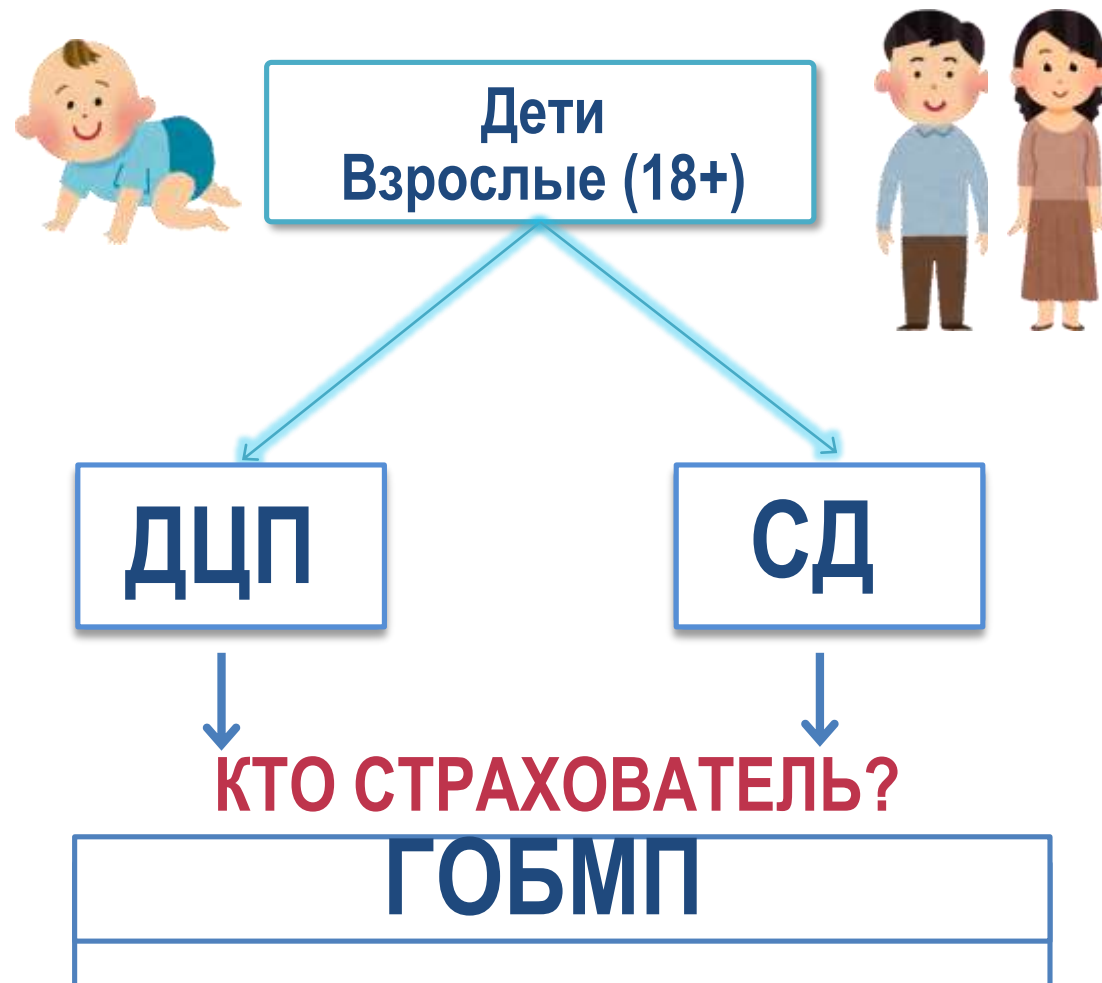 Дети
Взрослые (18+)
ДЦП
СД
КТО СТРАХОВАТЕЛЬ?
ГОБМП